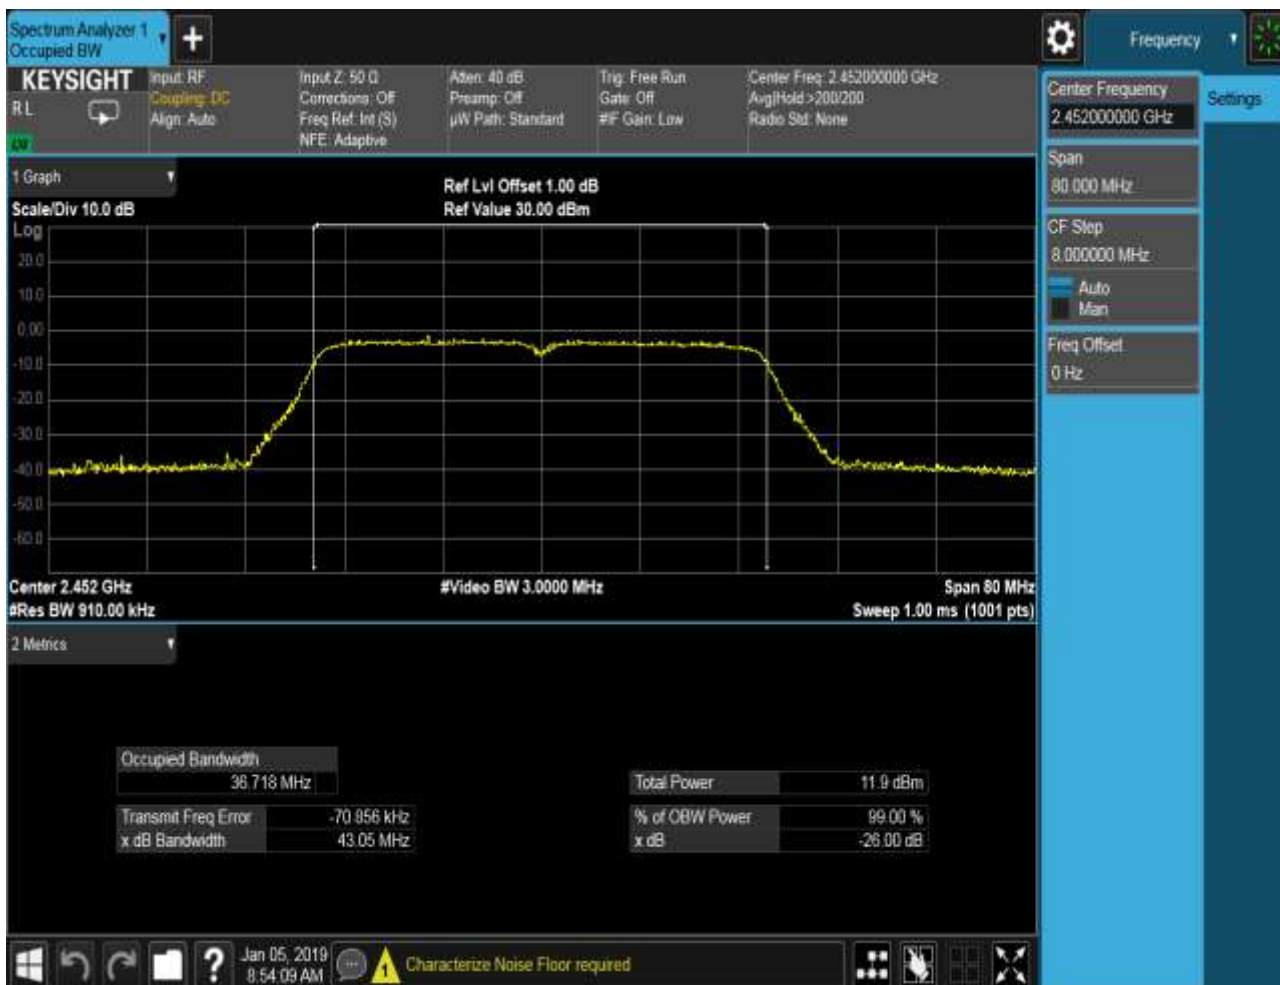 Spectrum Analyzer 1
Occupied BW
+
Frequency
KEYSIGHT
R L
Input: RF
Coupling: DC
Align: Auto
Input Z: 50 Ω
Corrections: Off
Freq Ref: Int (S)
NFE: Adaptive
Atten: 40 dB
Preamp: Off
µW Path: Standard
Trig: Free Run
Gate: Off
#IF Gain: Low
Center Freq: 2.452000000 GHz
Avg|Hold:>200/200
Radio Std: None
Center Frequency
2.452000000 GHz
Settings
Span
80.000 MHz
CF Step
8.000000 MHz
Auto
Man
Freq Offset
0 Hz
1 Graph
Scale/Div 10.0 dB
Ref Lvl Offset 1.00 dB
Ref Value 30.00 dBm
Log
20.0
10.0
0.00
-10.0
-20.0
-30.0
-40.0
-50.0
-60.0
Center 2.452 GHz
#Video BW 3.0000 MHz
Span 80 MHz
#Res BW 910.00 kHz
Sweep 1.00 ms (1001 pts)
2 Metrics
Occupied Bandwidth
36.718 MHz
Total Power 11.9 dBm
Transmit Freq Error -70.856 kHz
% of OBW Power 99.00 %
x dB Bandwidth 43.05 MHz
x dB -26.00 dB
?
Jan 05, 2019
8:54:09 AM
1
Characterize Noise Floor required